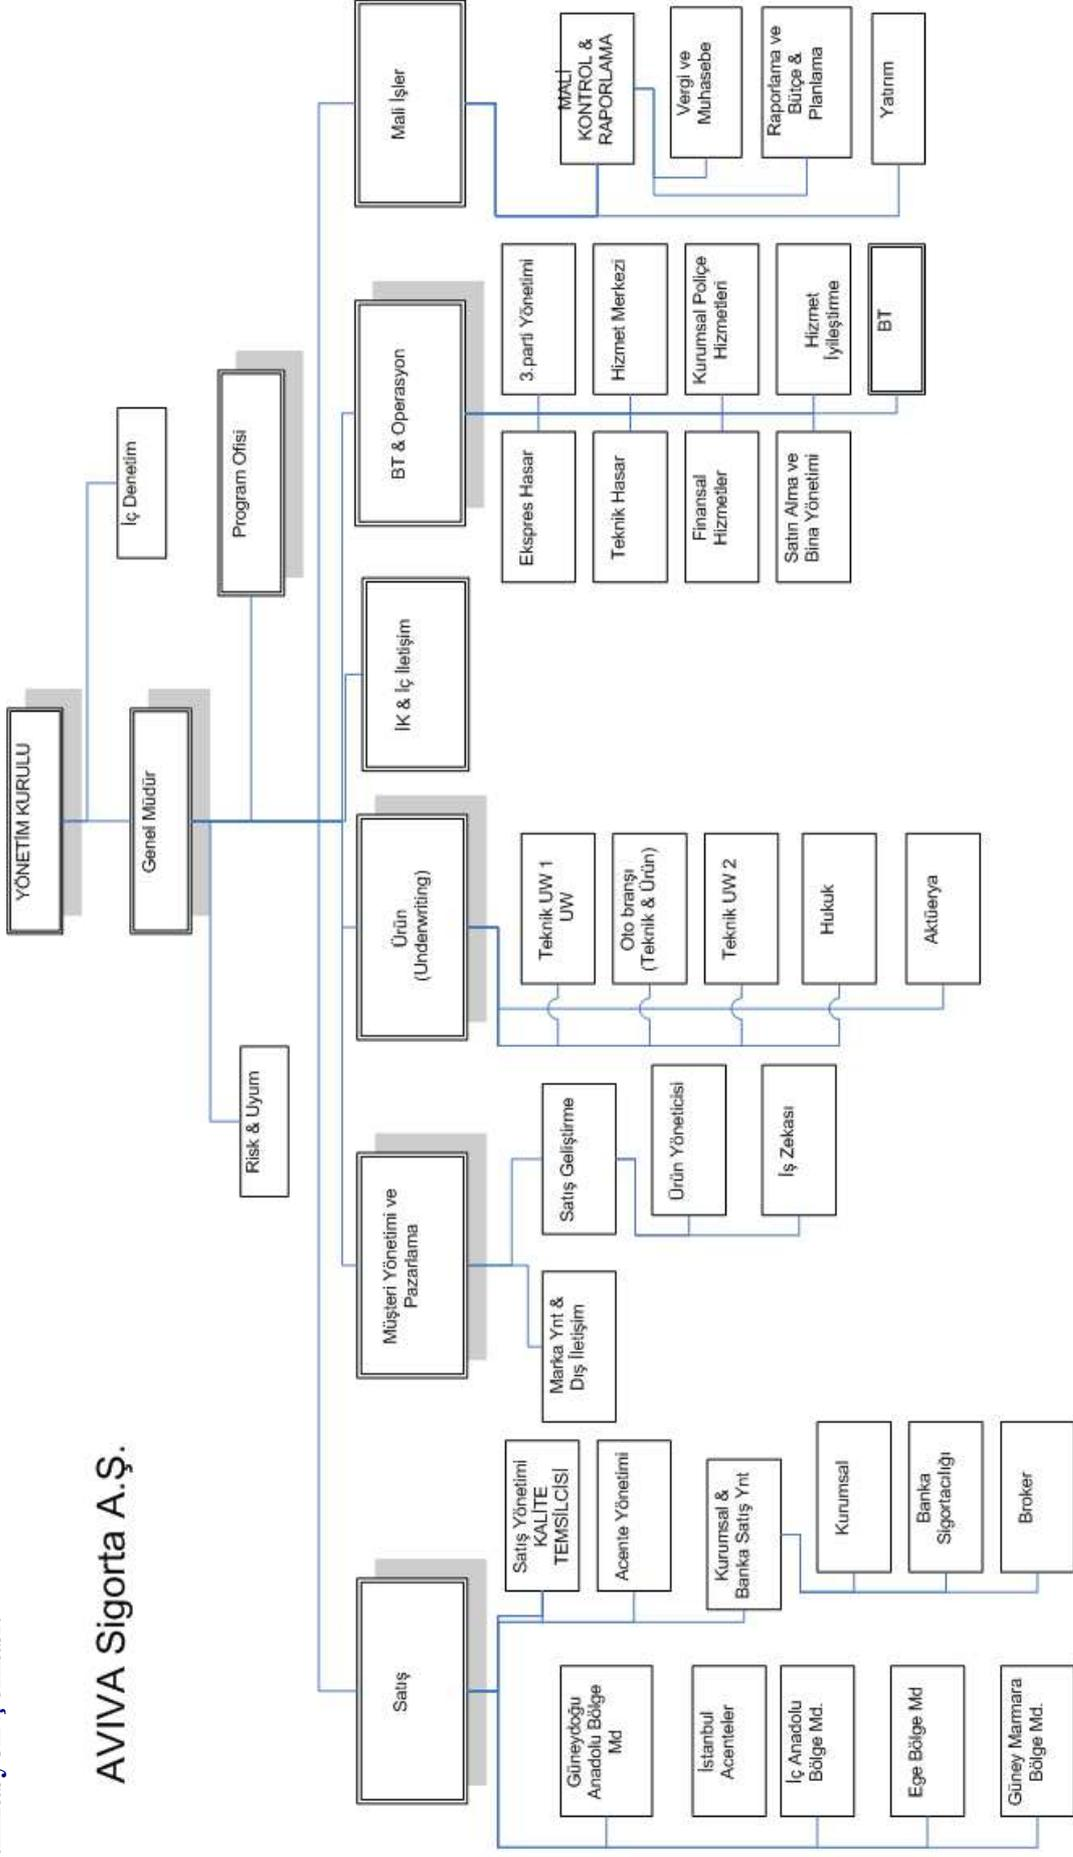 AVIVA Sigorta A.Ş.
YÖNETİM KURULU
İç Denetim
Genel Müdür
Program Ofisi
Risk & Uyum
Satış
Müşteri Yönetimi ve
Pazarlama
Ürün
(Underwriting)
İK & İç İletişim
BT & Operasyon
Mali İşler
Güneydoğu
Anadolu Bölge
Md
İstanbul
Acenteler
İç Anadolu
Bölge Md.
Ege Bölge Md
Güney Marmara
Bölge Md.
Satış Yönetimi
KALİTE
TEMSİLCİSİ
Acente Yönetimi
Kurumsal &
Banka Satış Ynt
Kurumsal
Banka
Sigortacılığı
Broker
Marka Ynt &
Dış İletişim
Satış Geliştirme
Ürün Yöneticisi
İş Zekası
Teknik UW 1
UW
Oto branşı
(Teknik & Ürün)
Teknik UW 2
Hukuk
Aktüerya
Ekspres Hasar
Teknik Hasar
Finansal
Hizmetler
Satın Alma ve
Bina Yönetimi
3.parti Yönetimi
Hizmet Merkezi
Kurumsal Poliçe
Hizmetleri
Hizmet
İyileştirme
BT
MALİ
KONTROL &
RAPORLAMA
Vergi ve
Muhasebe
Raporlama ve
Bütçe &
Planlama
Yatırım